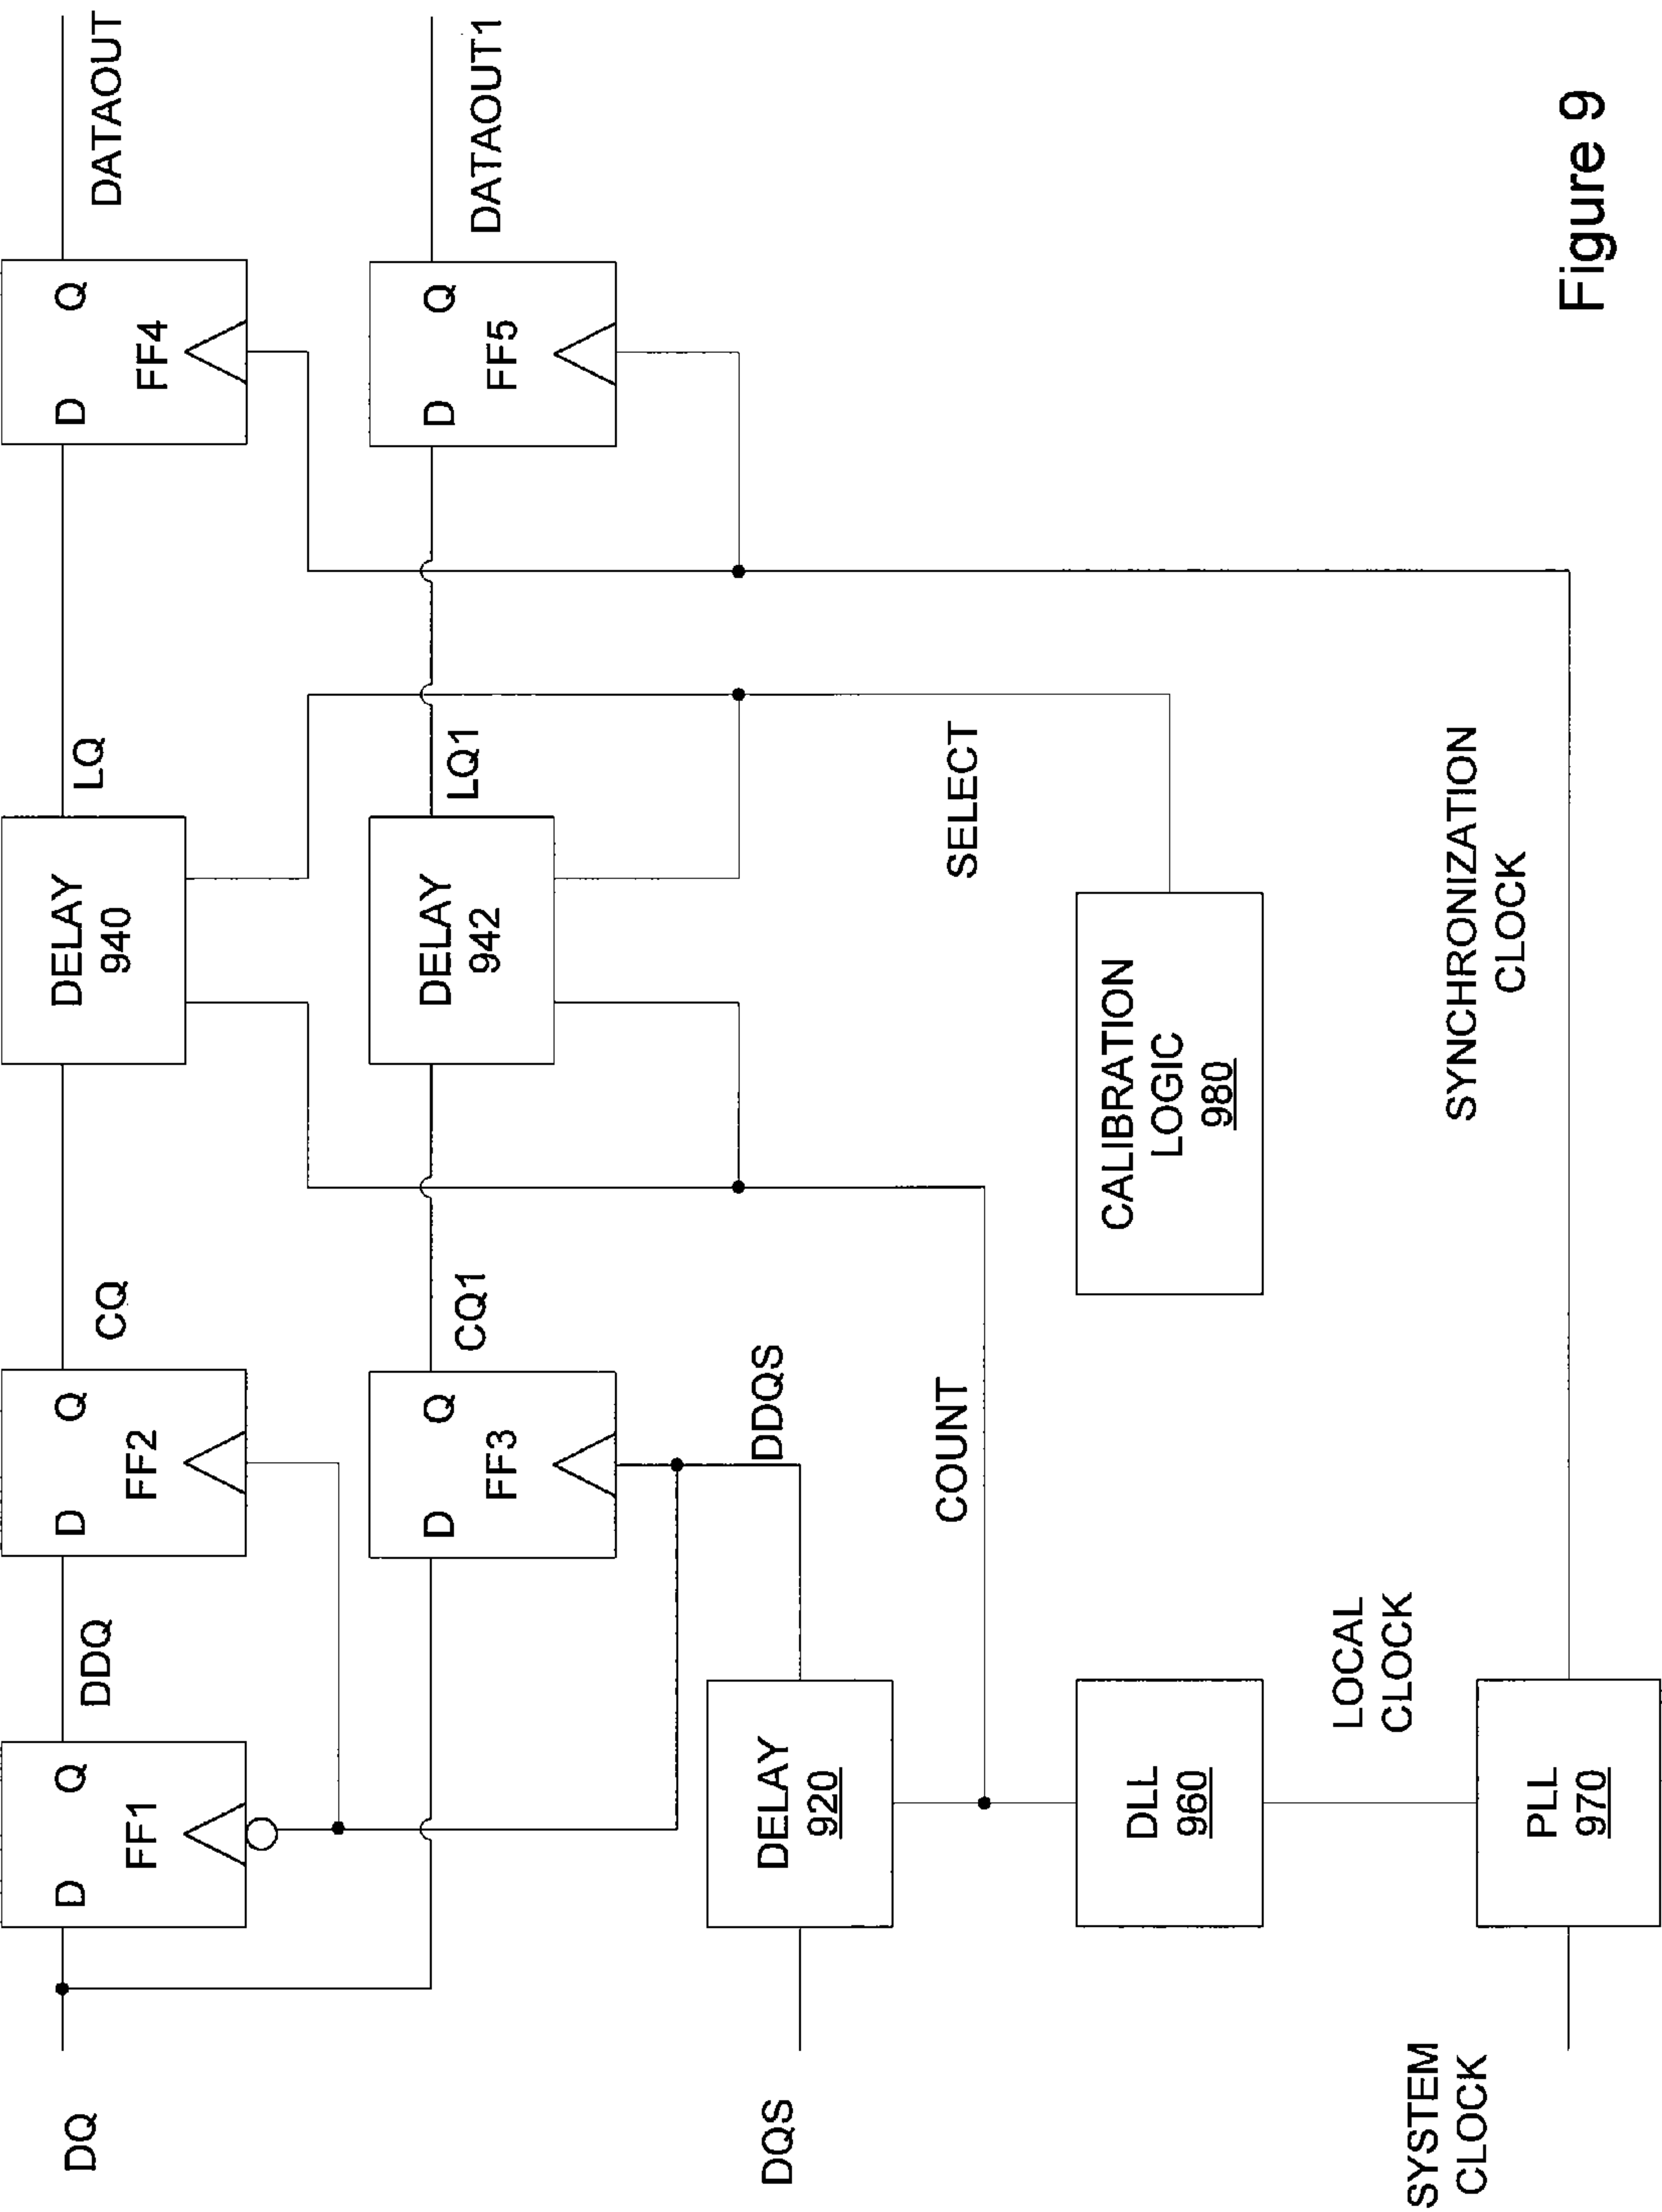 DQ
D
Q
FF1
DDQ
D
Q
FF2
CQ
DELAY
940
LQ
D
Q
FF4
DATAOUT
D
Q
FF3
CQ1
DELAY
942
LQ1
D
Q
FF5
DATAOUT1
DQS
DELAY
920
DDQS
COUNT
SELECT
DLL
960
CALIBRATION
LOGIC
980
LOCAL
CLOCK
SYSTEM
CLOCK
PLL
970
SYNCHRONIZATION
CLOCK
Figure 9